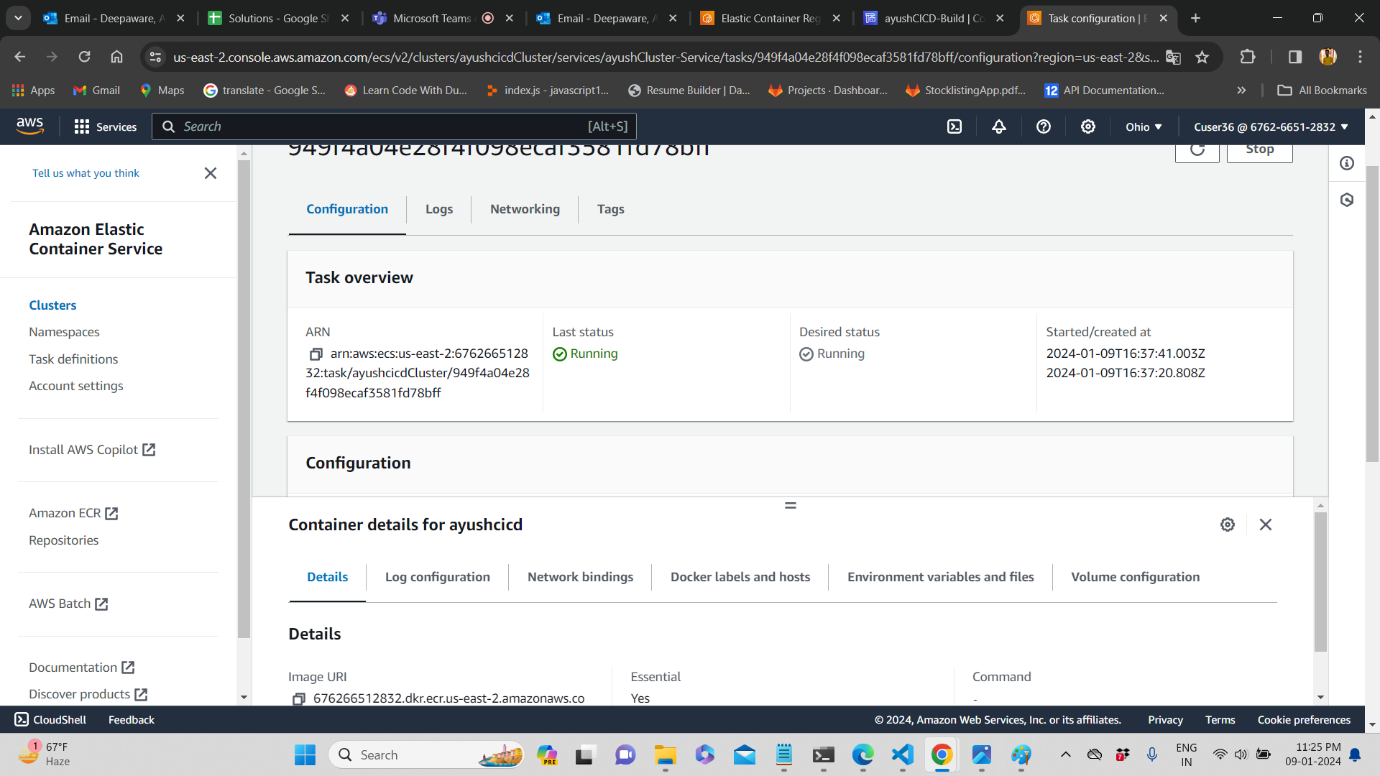 Email - Deepaware, A
Solutions - Google S
Microsoft Teams
Email - Deepaware, A
Elastic Container Reg
ayushCICD-Build | Co
Task configuration | E
us-east-2.console.aws.amazon.com/ecs/v2/clusters/ayushcicdCluster/services/ayushCluster-Service/tasks/949f4a04e28f4f098ecaf3581fd78bff/configuration?region=us-east-2&s...
Apps
Gmail
Maps
translate - Google S...
Learn Code With Du...
index.js - javascript1...
Resume Builder | Da...
Projects · Dashboar...
StocklistingApp.pdf...
12 API Documentation...
All Bookmarks
aws
Services
Search
[Alt+S]
Ohio
Cuser36 @ 6762-6651-2832
Tell us what you think
Amazon Elastic
Container Service
Clusters
Namespaces
Task definitions
Account settings
Install AWS Copilot
Amazon ECR
Repositories
AWS Batch
Documentation
Discover products
949f4a04e28f4f098ecaf3581fd78bff
Stop
Configuration
Logs
Networking
Tags
Task overview
ARN
arn:aws:ecs:us-east-2:6762665128
32:task/ayushcicdCluster/949f4a04e28
f4f098ecaf3581fd78bff
Last status
Running
Desired status
Running
Started/created at
2024-01-09T16:37:41.003Z
2024-01-09T16:37:20.808Z
Configuration
Container details for ayushcicd
Details
Log configuration
Network bindings
Docker labels and hosts
Environment variables and files
Volume configuration
Details
Image URI
676266512832.dkr.ecr.us-east-2.amazonaws.co
Essential
Yes
Command
-
CloudShell
Feedback
© 2024, Amazon Web Services, Inc. or its affiliates.
Privacy
Terms
Cookie preferences
1
67°F
Haze
Search
PRE
ENG
IN
11:25 PM
09-01-2024